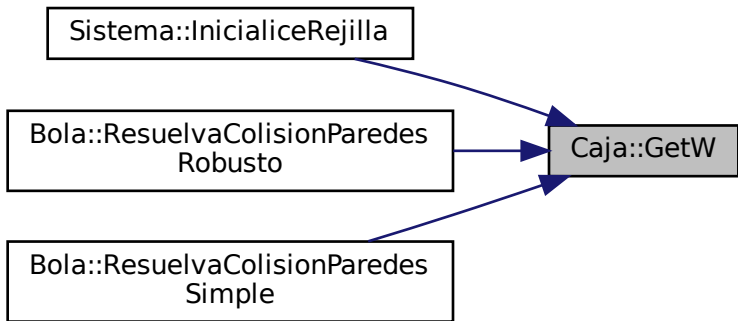 Sistema::InicialiceRejilla
Bola::ResuelvaColisionParedes
Robusto
Caja::GetW
Bola::ResuelvaColisionParedes
Simple